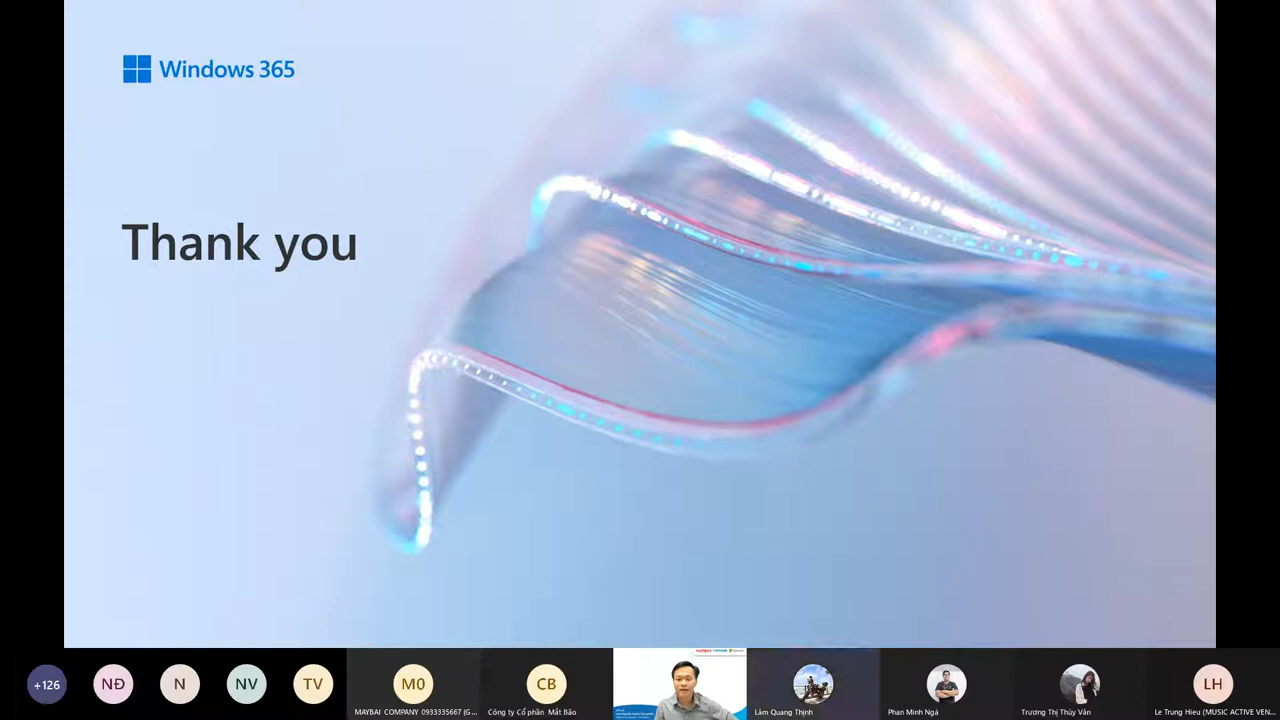 Windows 365
Thank you
+126
NĐ
N
NV
TV
M0
CB
LH
MAYBAI COMPANY 0933335667 (G...
Công ty Cổ phần Mắt Bão
Lâm Quang Thịnh
Phan Minh Ngà
Trương Thị Thúy Vân
Le Trung Hieu (MUSIC ACTIVE VEN...